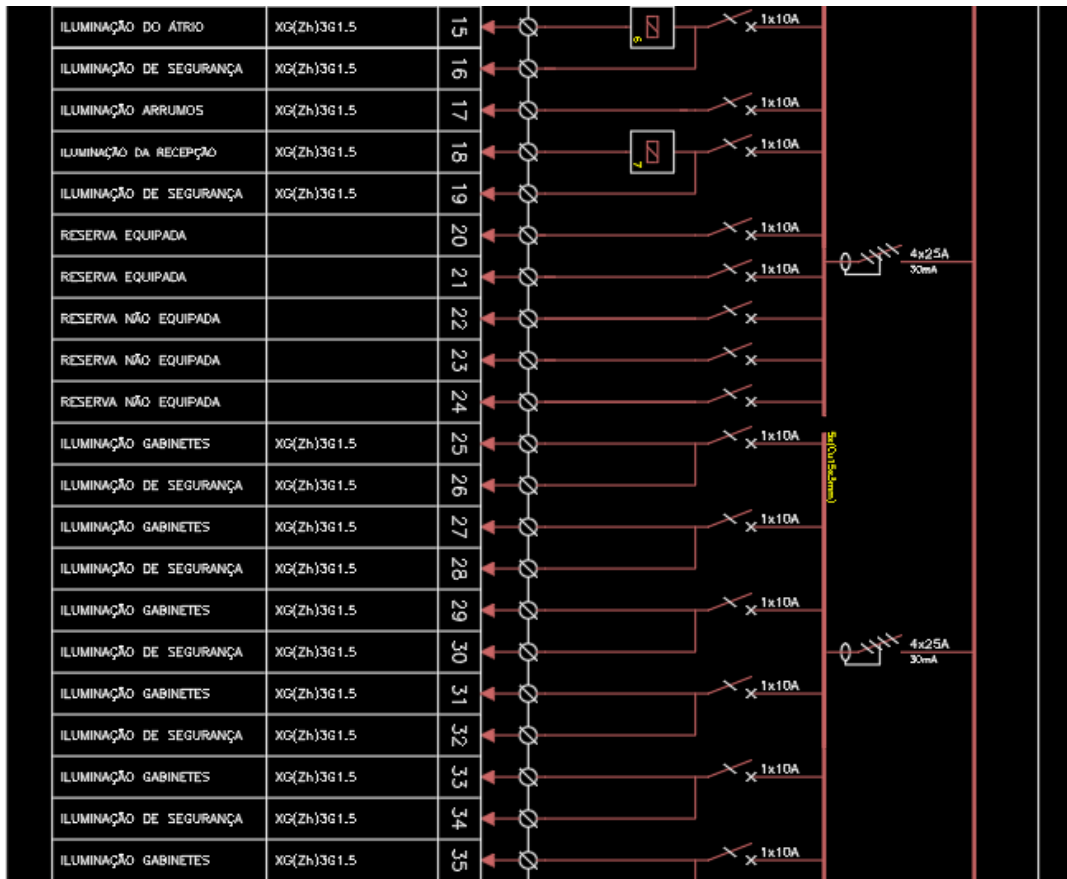 ILUMINAÇÃO DO ÁTRIO XG(Zh)3G1.5 15 6 1x10A
ILUMINAÇÃO DE SEGURANÇA XG(Zh)3G1.5 16
ILUMINAÇÃO ARRUMOS XG(Zh)3G1.5 17 1x10A
ILUMINAÇÃO DA RECEPÇÃO XG(Zh)3G1.5 18 7 1x10A
ILUMINAÇÃO DE SEGURANÇA XG(Zh)3G1.5 19
RESERVA EQUIPADA 20 1x10A
4x25A
30mA
RESERVA EQUIPADA 21 1x10A
RESERVA NÃO EQUIPADA 22
RESERVA NÃO EQUIPADA 23
RESERVA NÃO EQUIPADA 24
ILUMINAÇÃO GABINETES XG(Zh)3G1.5 25 1x10A
5x(Cu15x3mm)
ILUMINAÇÃO DE SEGURANÇA XG(Zh)3G1.5 26
ILUMINAÇÃO GABINETES XG(Zh)3G1.5 27 1x10A
ILUMINAÇÃO DE SEGURANÇA XG(Zh)3G1.5 28
ILUMINAÇÃO GABINETES XG(Zh)3G1.5 29 1x10A
ILUMINAÇÃO DE SEGURANÇA XG(Zh)3G1.5 30 4x25A
30mA
ILUMINAÇÃO GABINETES XG(Zh)3G1.5 31 1x10A
ILUMINAÇÃO DE SEGURANÇA XG(Zh)3G1.5 32
ILUMINAÇÃO GABINETES XG(Zh)3G1.5 33 1x10A
ILUMINAÇÃO DE SEGURANÇA XG(Zh)3G1.5 34
ILUMINAÇÃO GABINETES XG(Zh)3G1.5 35 1x10A